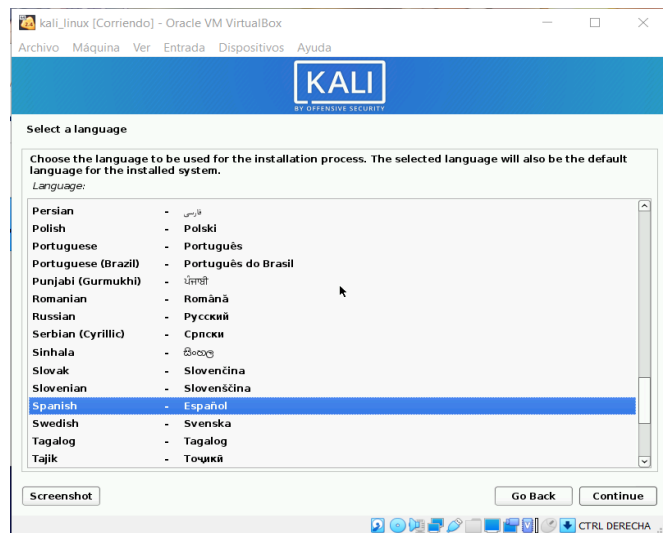 kali_linux [Corriendo] - Oracle VM VirtualBox
Archivo Máquina Ver Entrada Dispositivos Ayuda
KALI
BY OFFENSIVE SECURITY
Select a language
Choose the language to be used for the installation process. The selected language will also be the default
language for the installed system.
Language:
Persian - فارسی
Polish - Polski
Portuguese - Português
Portuguese (Brazil) - Português do Brasil
Punjabi (Gurmukhi) - ਪੰਜਾਬੀ
Romanian - Română
Russian - Русский
Serbian (Cyrillic) - Српски
Sinhala - සිංහල
Slovak - Slovenčina
Slovenian - Slovenščina
Spanish - Español
Swedish - Svenska
Tagalog - Tagalog
Tajik - Тоҷикӣ
Screenshot Go Back Continue
CTRL DERECHA